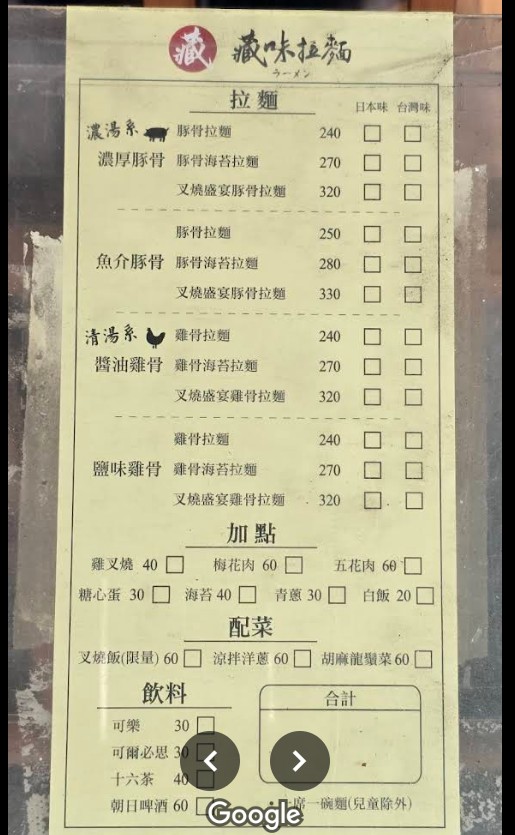 藏 藏味拉麵
ラーメン
拉麵 日本味 台灣味
濃湯系 豚骨拉麵 240
濃厚豚骨 豚骨海苔拉麵 270
叉燒盛宴豚骨拉麵 320
豚骨拉麵 250
魚介豚骨 豚骨海苔拉麵 280
叉燒盛宴豚骨拉麵 330
清湯系 雞骨拉麵 240
醬油雞骨 雞骨海苔拉麵 270
叉燒盛宴雞骨拉麵 320
雞骨拉麵 240
鹽味雞骨 雞骨海苔拉麵 270
叉燒盛宴雞骨拉麵 320
加點
雞叉燒 40 梅花肉 60 五花肉 60
糖心蛋 30 海苔 40 青蔥 30 白飯 20
配菜
叉燒飯(限量) 60 涼拌洋蔥 60 胡麻龍鬚菜 60
飲料 合計
可樂 30
可爾必思 30
十六茶 40
朝日啤酒 60 席一碗麵(兒童除外)
Google